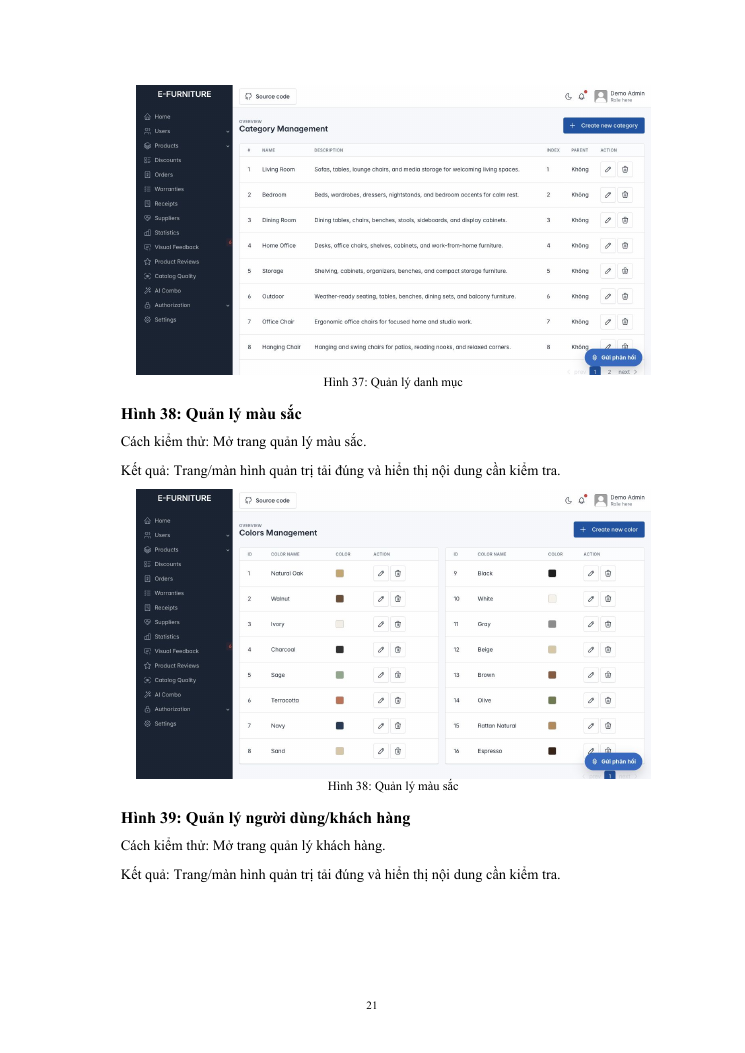 E-FURNITURE
Source code
Demo Admin
Role here
Home
Users
Products
Discounts
Orders
Warranties
Receipts
Suppliers
Statistics
Visual Feedback
Product Reviews
Catalog Quality
AI Combo
Authorization
Settings
OVERVIEW
Category Management
+ Create new category
# NAME DESCRIPTION INDEX PARENT ACTION
1 Living Room Sofas, tables, lounge chairs, and media storage for welcoming living spaces. 1 Không
2 Bedroom Beds, wardrobes, dressers, nightstands, and bedroom accents for calm rest. 2 Không
3 Dining Room Dining tables, chairs, benches, stools, sideboards, and display cabinets. 3 Không
4 Home Office Desks, office chairs, shelves, cabinets, and work-from-home furniture. 4 Không
5 Storage Shelving, cabinets, organizers, benches, and compact storage furniture. 5 Không
6 Outdoor Weather-ready seating, tables, benches, dining sets, and balcony furniture. 6 Không
7 Office Chair Ergonomic office chairs for focused home and studio work. 7 Không
8 Hanging Chair Hanging and swing chairs for patios, reading nooks, and relaxed corners. 8 Không
Gửi phản hồi
prev 1 2 next
Hình 37: Quản lý danh mục
Hình 38: Quản lý màu sắc
Cách kiểm thử: Mở trang quản lý màu sắc.
Kết quả: Trang/màn hình quản trị tải đúng và hiển thị nội dung cần kiểm tra.
E-FURNITURE
Source code
Demo Admin
Role here
Home
Users
Products
Discounts
Orders
Warranties
Receipts
Suppliers
Statistics
Visual Feedback
Product Reviews
Catalog Quality
AI Combo
Authorization
Settings
OVERVIEW
Colors Management
+ Create new color
ID COLOR NAME COLOR ACTION
1 Natural Oak
2 Walnut
3 Ivory
4 Charcoal
5 Sage
6 Terracotta
7 Navy
8 Sand
ID COLOR NAME COLOR ACTION
9 Black
10 White
11 Gray
12 Beige
13 Brown
14 Olive
15 Rattan Natural
16 Espresso
Gửi phản hồi
1
Hình 38: Quản lý màu sắc
Hình 39: Quản lý người dùng/khách hàng
Cách kiểm thử: Mở trang quản lý khách hàng.
Kết quả: Trang/màn hình quản trị tải đúng và hiển thị nội dung cần kiểm tra.
21